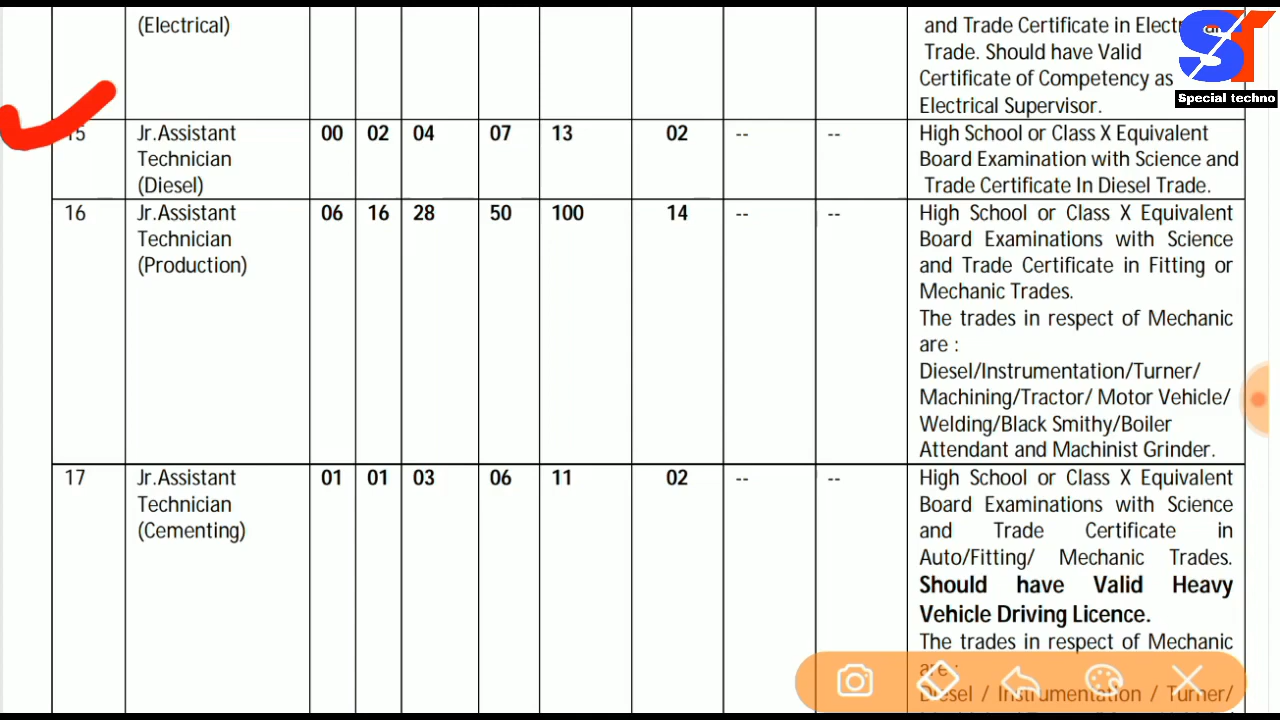 (Electrical)
and Trade Certificate in
Trade. Should have Valid
Certificate of Competency as
Electrical Supervisor.
ST
Special techno
15
Jr.Assistant
Technician
(Diesel)
00 02 04 07 13 02 -- --
High School or Class X Equivalent
Board Examination with Science and
Trade Certificate In Diesel Trade.
16
Jr.Assistant
Technician
(Production)
06 16 28 50 100 14 -- --
High School or Class X Equivalent
Board Examinations with Science
and Trade Certificate in Fitting or
Mechanic Trades.
The trades in respect of Mechanic
are :
Diesel/Instrumentation/Turner/
Machining/Tractor/ Motor Vehicle/
Welding/Black Smithy/Boiler
Attendant and Machinist Grinder.
17
Jr.Assistant
Technician
(Cementing)
01 01 03 06 11 02 -- --
High School or Class X Equivalent
Board Examinations with Science
and Trade Certificate in
Auto/Fitting/ Mechanic Trades.
Should have Valid Heavy
Vehicle Driving Licence.
The trades in respect of Mechanic
are :
Diesel / Instrumentation / Turner/